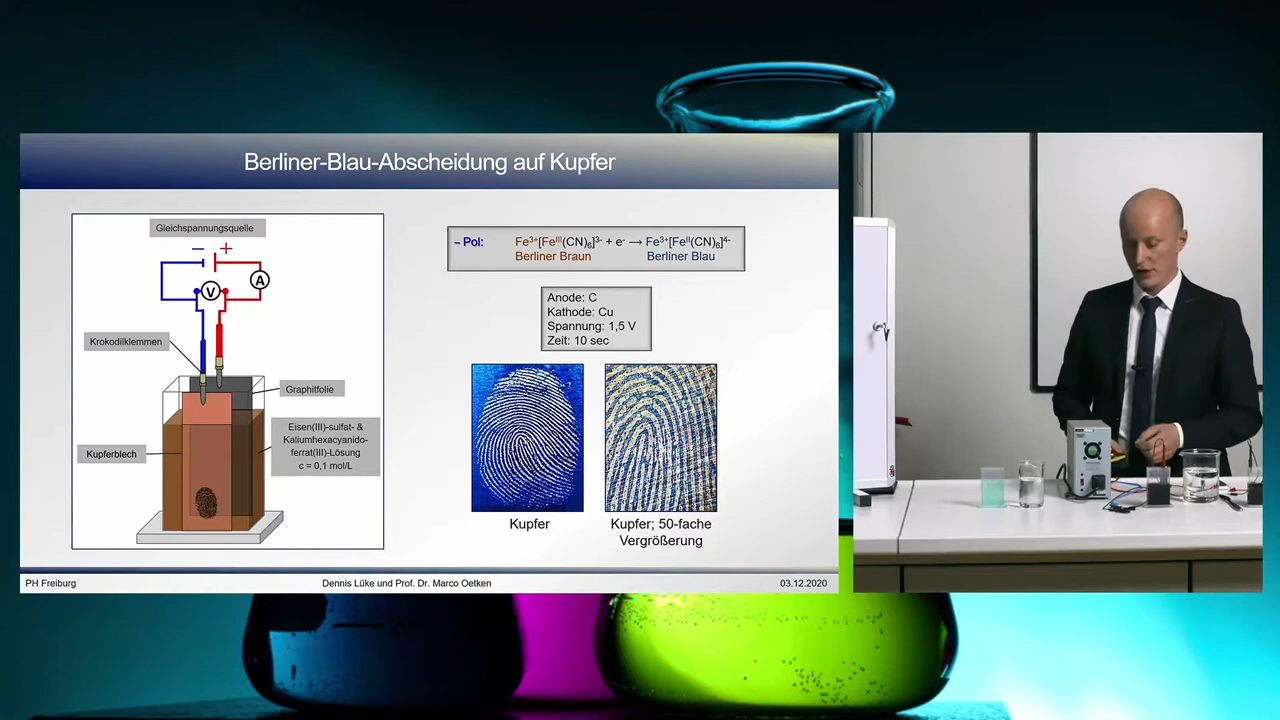 Berliner-Blau-Abscheidung auf Kupfer
Gleichspannungsquelle
− +
A
V
Krokodilklemmen
Graphitfolie
Eisen(III)-sulfat- &
Kaliumhexacyanido-
ferrat(III)-Lösung
c = 0,1 mol/L
Kupferblech
– Pol: Fe³⁺[Feᴵᴵᴵ(CN)₆]³⁻ + e⁻ → Fe³⁺[Feᴵᴵ(CN)₆]⁴⁻
Berliner Braun Berliner Blau
Anode: C
Kathode: Cu
Spannung: 1,5 V
Zeit: 10 sec
Kupfer
Kupfer; 50-fache
Vergrößerung
PH Freiburg Dennis Lüke und Prof. Dr. Marco Oetken 03.12.2020